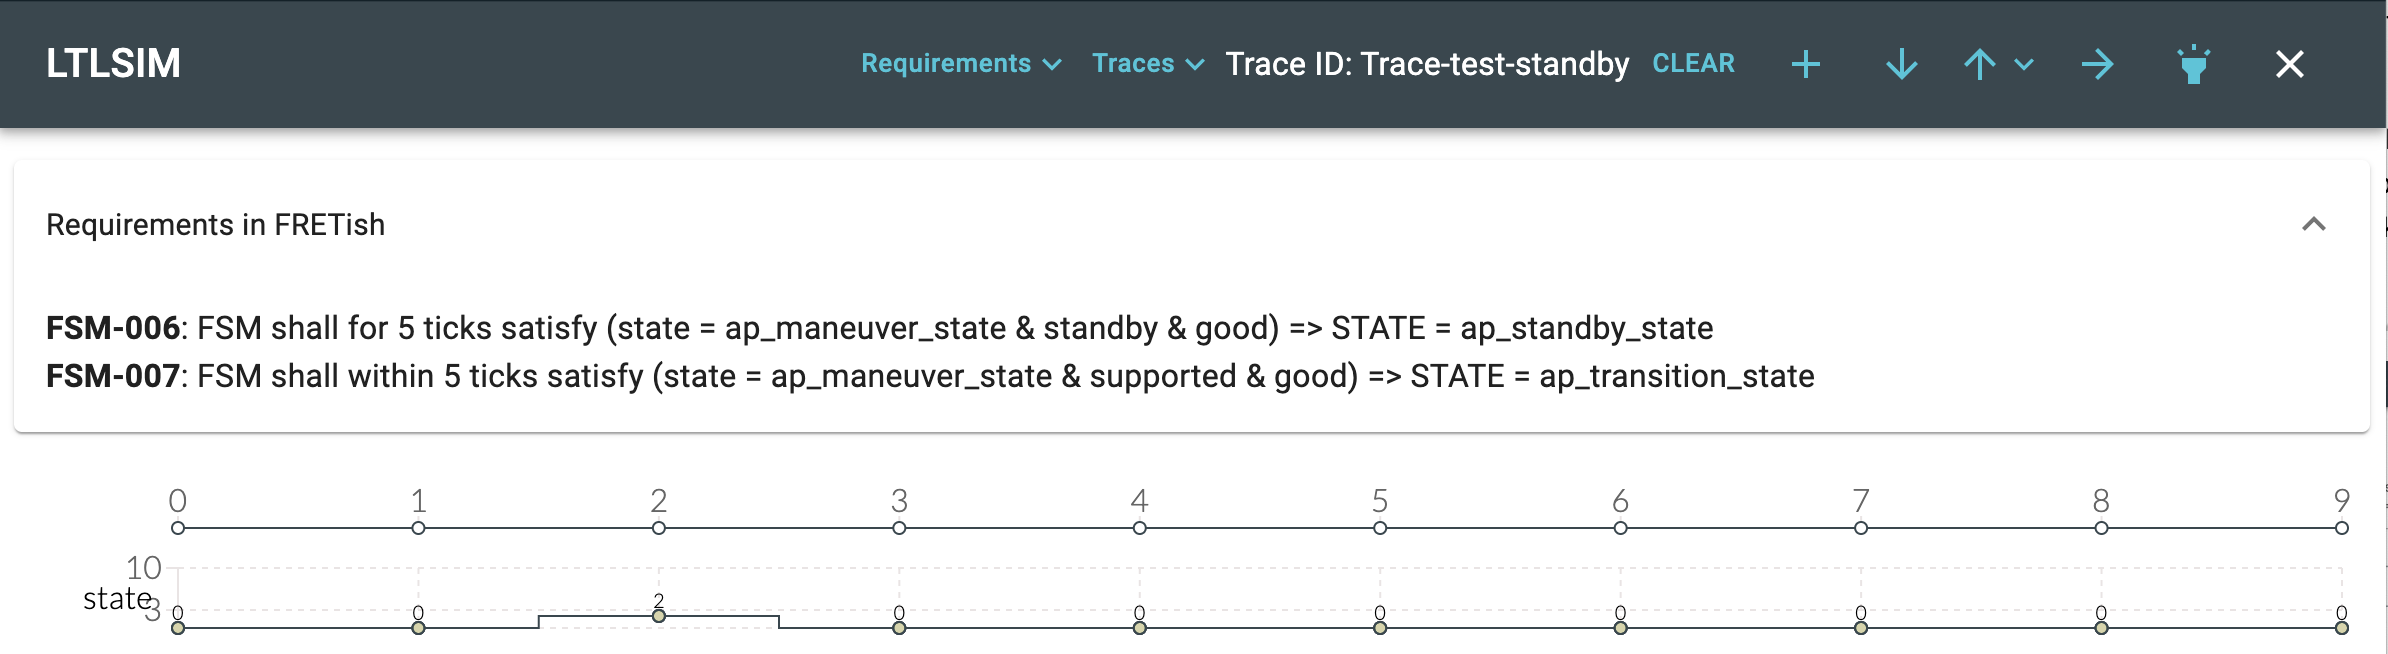 LTLSIM Requirements Traces Trace ID: Trace-test-standby CLEAR
Requirements in FRETish
FSM-006: FSM shall for 5 ticks satisfy (state = ap_maneuver_state & standby & good) => STATE = ap_standby_state
FSM-007: FSM shall within 5 ticks satisfy (state = ap_maneuver_state & supported & good) => STATE = ap_transition_state
0 1 2 3 4 5 6 7 8 9
10
state 3
0 0 2 0 0 0 0 0 0 0